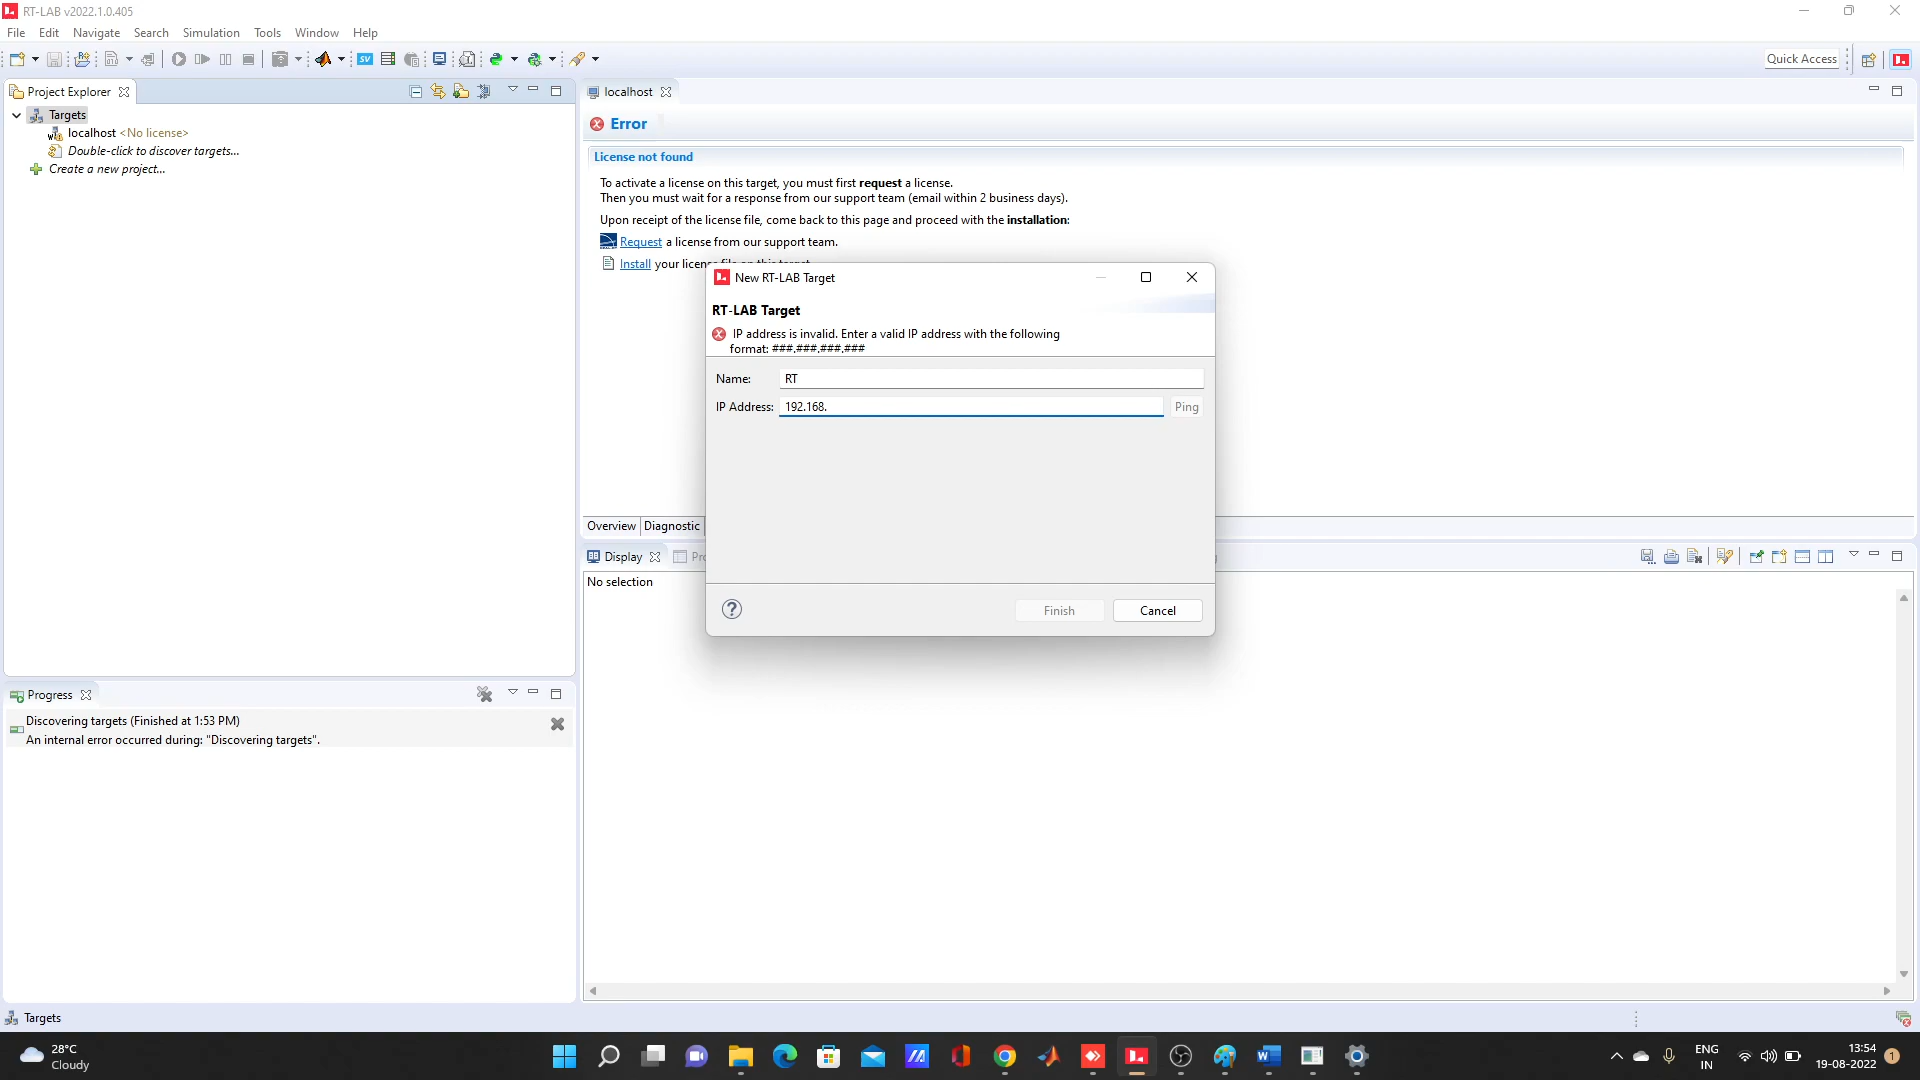 RT-LAB v2022.1.0.405
File Edit Navigate Search Simulation Tools Window Help
SV
Quick Access
Project Explorer
Targets
localhost <No license>
Double-click to discover targets...
Create a new project...
localhost
Error
License not found
To activate a license on this target, you must first request a license.
Then you must wait for a response from our support team (email within 2 business days).
Upon receipt of the license file, come back to this page and proceed with the installation:
Request a license from our support team.
Install your license file on this target.
New RT-LAB Target
RT-LAB Target
IP address is invalid. Enter a valid IP address with the following
format: ###.###.###.###
Name: RT
IP Address: 192.168. Ping
Finish Cancel
Overview Diagnostic
Display
No selection
Progress
Discovering targets (Finished at 1:53 PM)
An internal error occurred during: "Discovering targets".
Targets
28°C
Cloudy
ENG
IN
13:54
19-08-2022
1